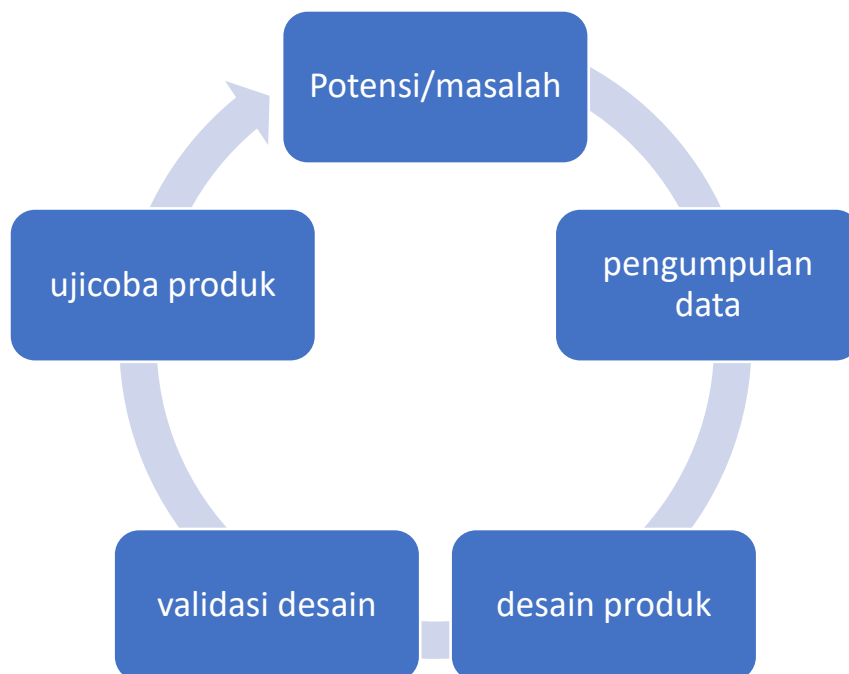 Potensi/masalah
pengumpulan
data
desain produk
validasi desain
ujicoba produk